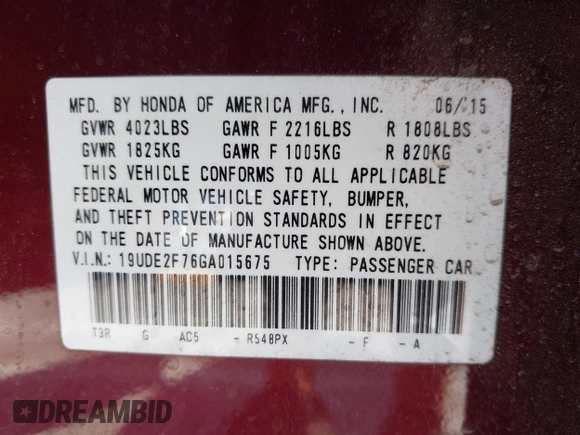 MFD. BY HONDA OF AMERICA MFG., INC. 06/15
GVWR 4023LBS GAWR F 2216LBS R 1808LBS
GVWR 1825KG GAWR F 1005KG R 820KG
THIS VEHICLE CONFORMS TO ALL APPLICABLE
FEDERAL MOTOR VEHICLE SAFETY, BUMPER,
AND THEFT PREVENTION STANDARDS IN EFFECT
ON THE DATE OF MANUFACTURE SHOWN ABOVE.
V.I.N.: 19UDE2F76GA015675 TYPE: PASSENGER CAR
T3R G AC5 - R548PX - F - A
DREAMBID